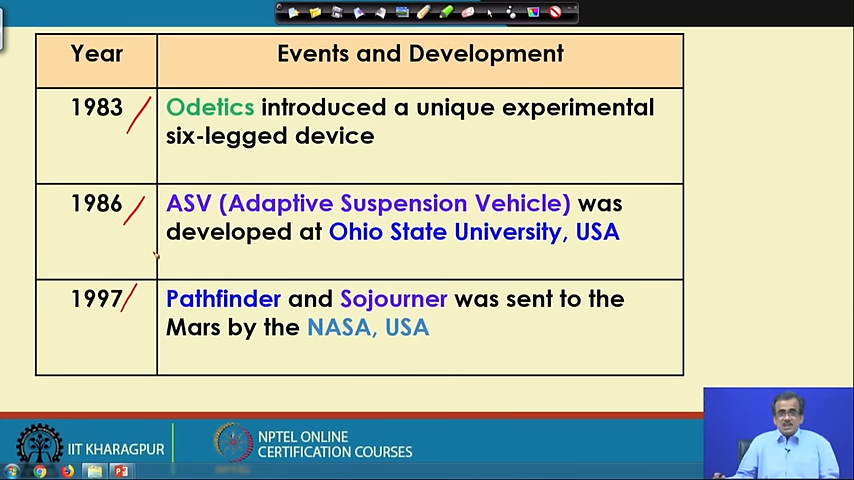 Year
Events and Development
1983
Odetics introduced a unique experimental
six-legged device
1986
ASV (Adaptive Suspension Vehicle) was
developed at Ohio State University, USA
1997
Pathfinder and Sojourner was sent to the
Mars by the NASA, USA
IIT KHARAGPUR
NPTEL ONLINE
CERTIFICATION COURSES